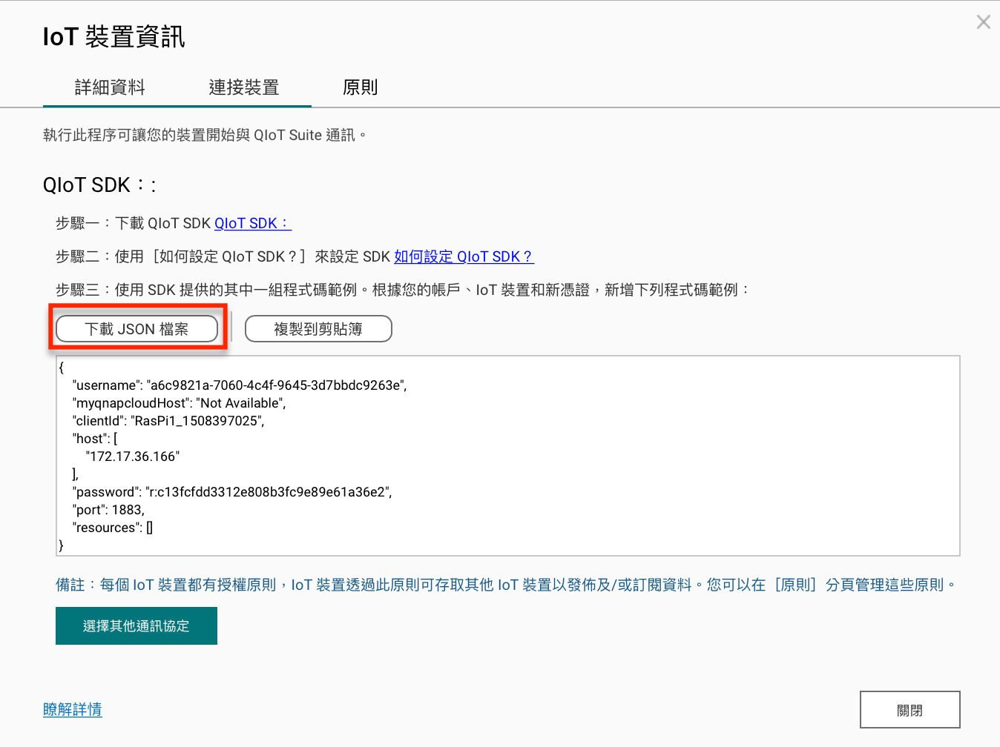 IoT 裝置資訊
詳細資料 連接裝置 原則
執行此程序可讓您的裝置開始與 QIoT Suite 通訊。
QIoT SDK：:
步驟一：下載 QIoT SDK QIoT SDK：
步驟二：使用［如何設定 QIoT SDK？］來設定 SDK 如何設定 QIoT SDK？
步驟三：使用 SDK 提供的其中一組程式碼範例。根據您的帳戶、IoT 裝置和新憑證，新增下列程式碼範例：
下載 JSON 檔案 複製到剪貼簿
{
"username": "a6c9821a-7060-4c4f-9645-3d7bbdc9263e",
"myqnapcloudHost": "Not Available",
"clientId": "RasPi1_1508397025",
"host": [
"172.17.36.166"
],
"password": "r:c13fcfdd3312e808b3fc9e89e61a36e2",
"port": 1883,
"resources": []
}
備註：每個 IoT 裝置都有授權原則，IoT 裝置透過此原則可存取其他 IoT 裝置以發佈及/或訂閱資料。您可以在［原則］分頁管理這些原則。
選擇其他通訊協定
瞭解詳情 關閉